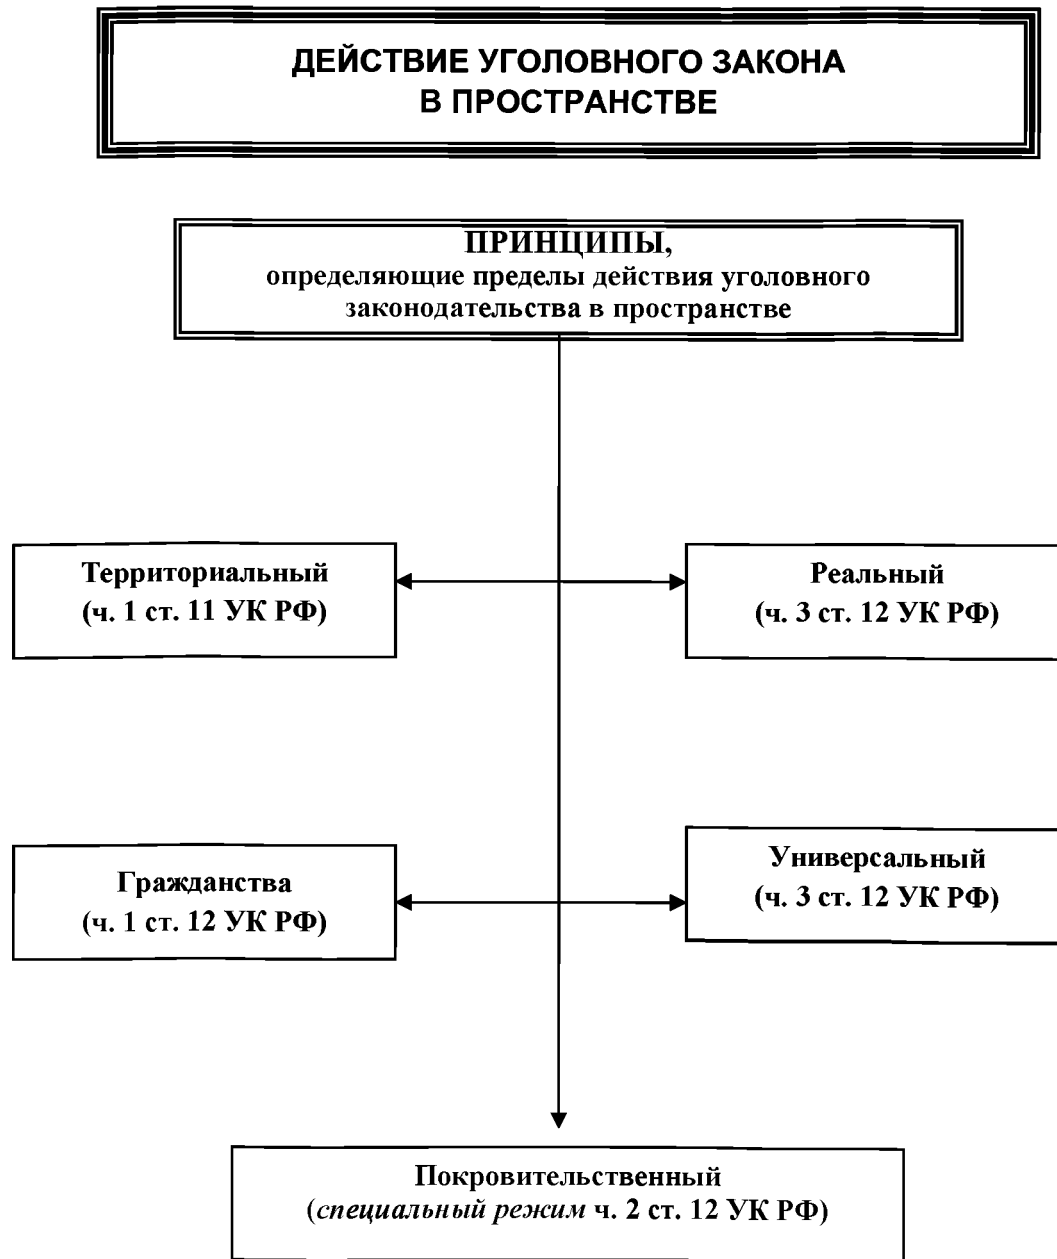 ДЕЙСТВИЕ УГОЛОВНОГО ЗАКОНА
В ПРОСТРАНСТВЕ
ПРИНЦИПЫ,
определяющие пределы действия уголовного
законодательства в пространстве
Территориальный
(ч. 1 ст. 11 УК РФ)
Реальный
(ч. 3 ст. 12 УК РФ)
Гражданства
(ч. 1 ст. 12 УК РФ)
Универсальный
(ч. 3 ст. 12 УК РФ)
Покровительственный
(специальный режим ч. 2 ст. 12 УК РФ)